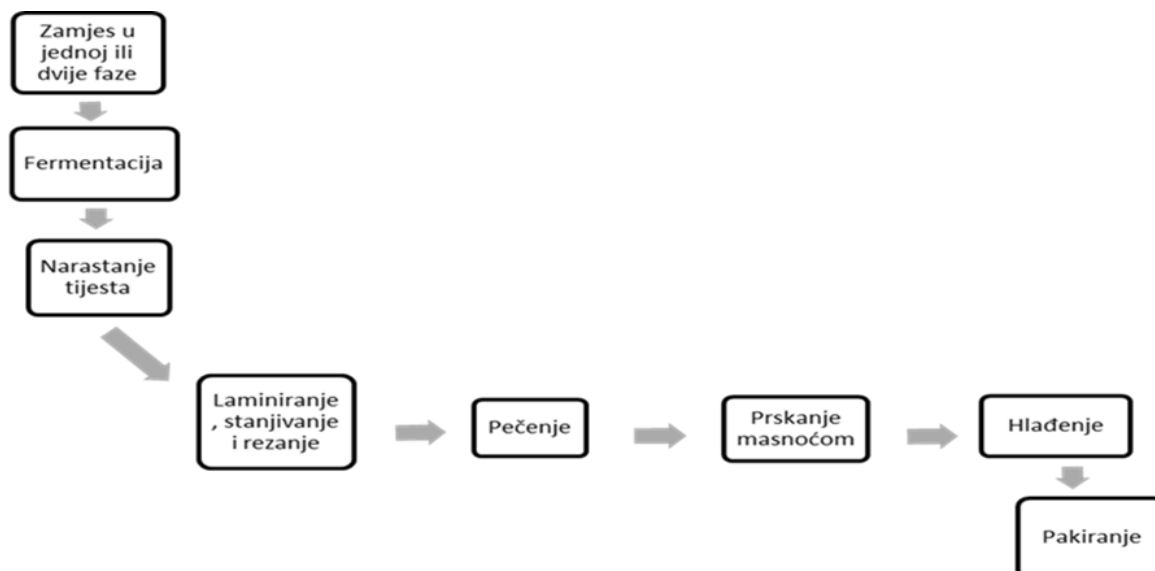 Zamjes u
jednoj ili
dvije faze
Fermentacija
Narastanje
tijesta
Laminiranje
, stanjivanje
i rezanje
Pečenje
Prskanje
masnoćom
Hlađenje
Pakiranje